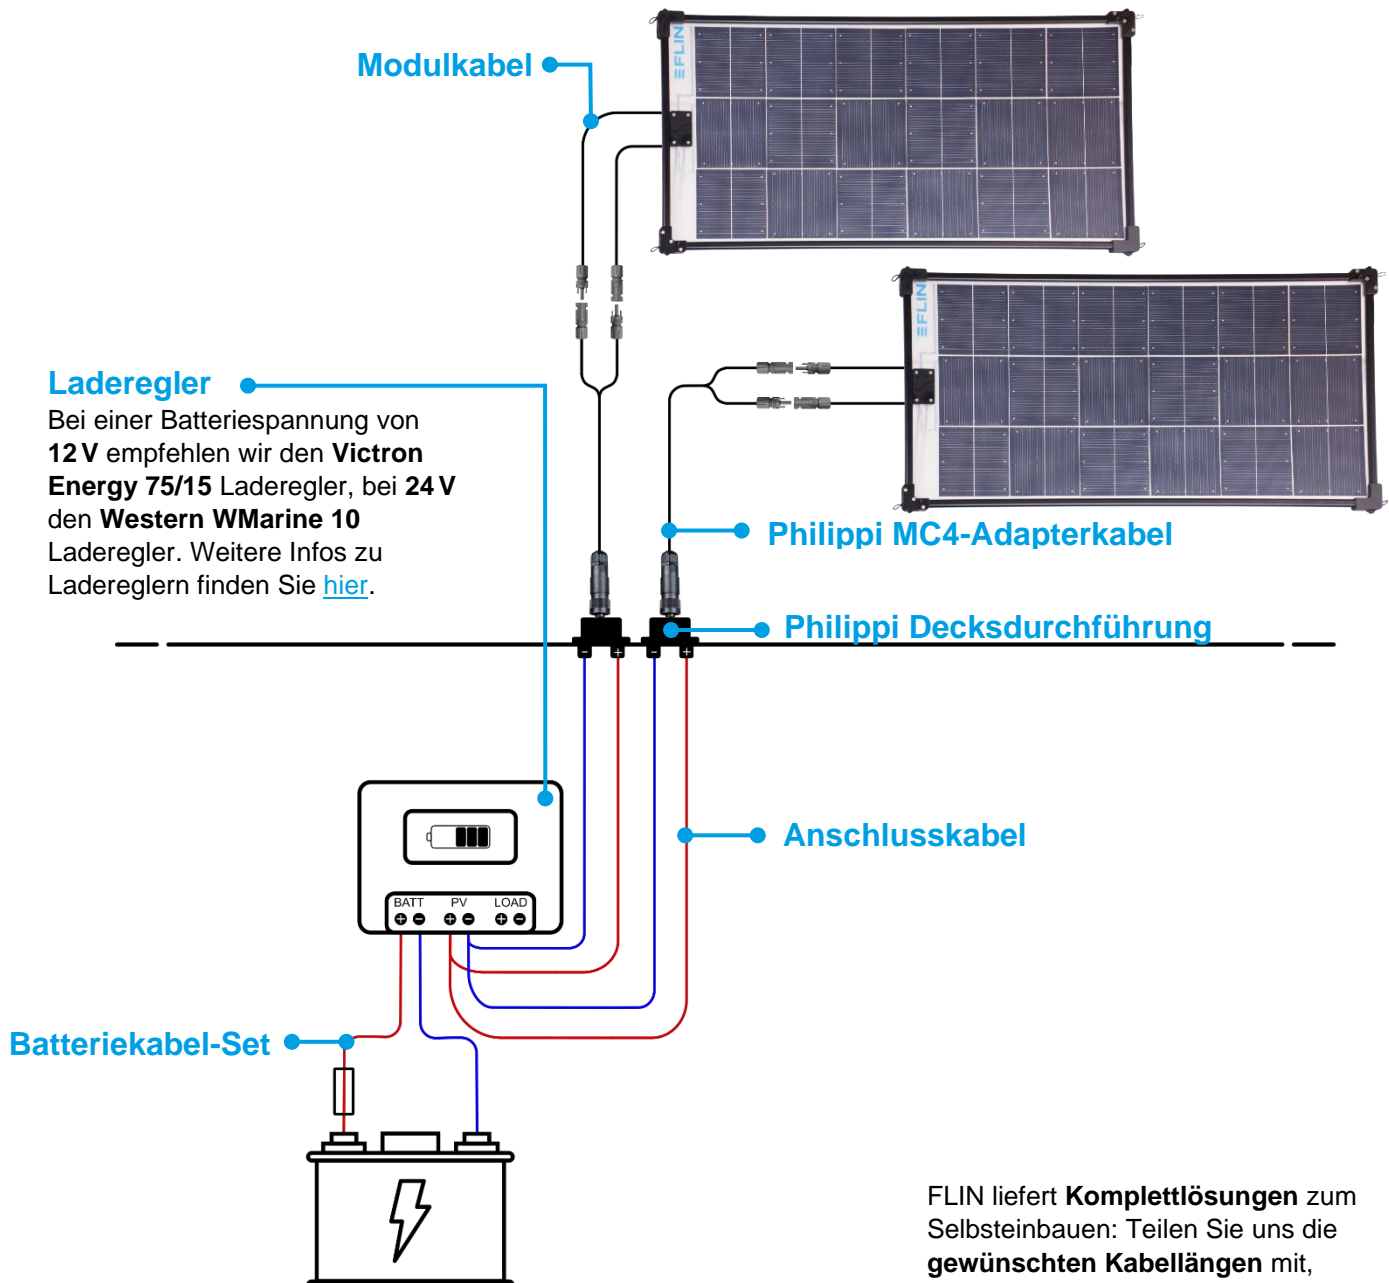 FLIN
Modulkabel
FLIN
Laderegler
Bei einer Batteriespannung von
12 V empfehlen wir den Victron
Energy 75/15 Laderegler, bei 24 V
den Western WMarine 10
Laderegler. Weitere Infos zu
Ladereglern finden Sie hier.
Philippi MC4-Adapterkabel
Philippi Decksdurchführung
− + − +
Anschlusskabel
BATT PV LOAD
+ − + − + −
Batteriekabel-Set
FLIN liefert Komplettlösungen zum
Selbsteinbauen: Teilen Sie uns die
gewünschten Kabellängen mit,